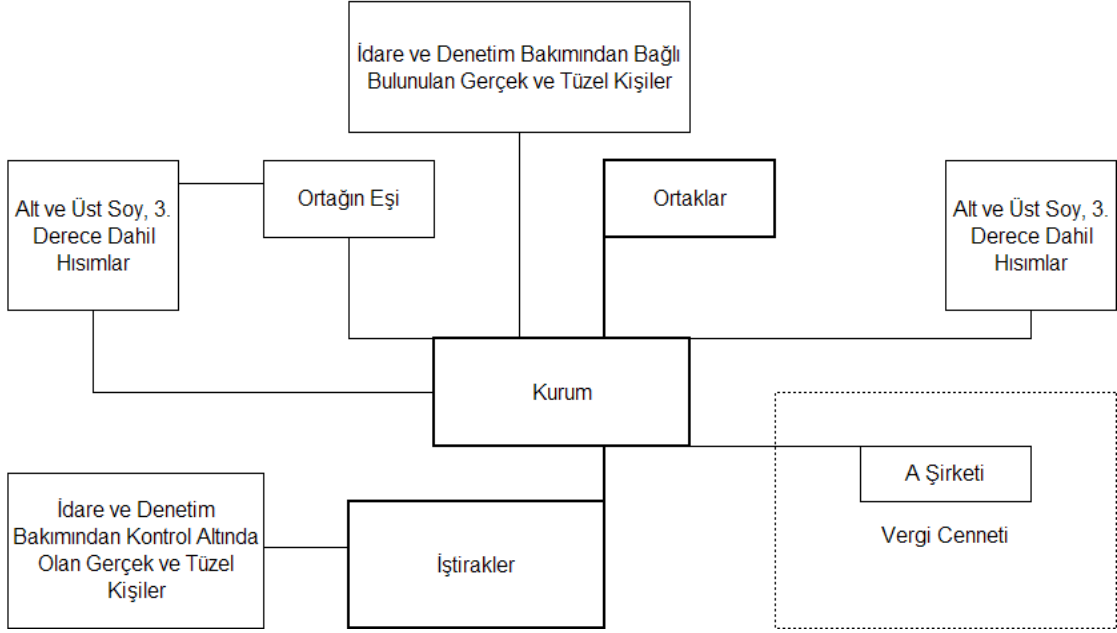 İdare ve Denetim Bakımından Bağlı
Bulunulan Gerçek ve Tüzel Kişiler
Alt ve Üst Soy, 3.
Derece Dahil
Hısımlar
Ortağın Eşi
Ortaklar
Alt ve Üst Soy, 3.
Derece Dahil
Hısımlar
Kurum
İdare ve Denetim
Bakımından Kontrol Altında
Olan Gerçek ve Tüzel
Kişiler
İştirakler
A Şirketi
Vergi Cenneti